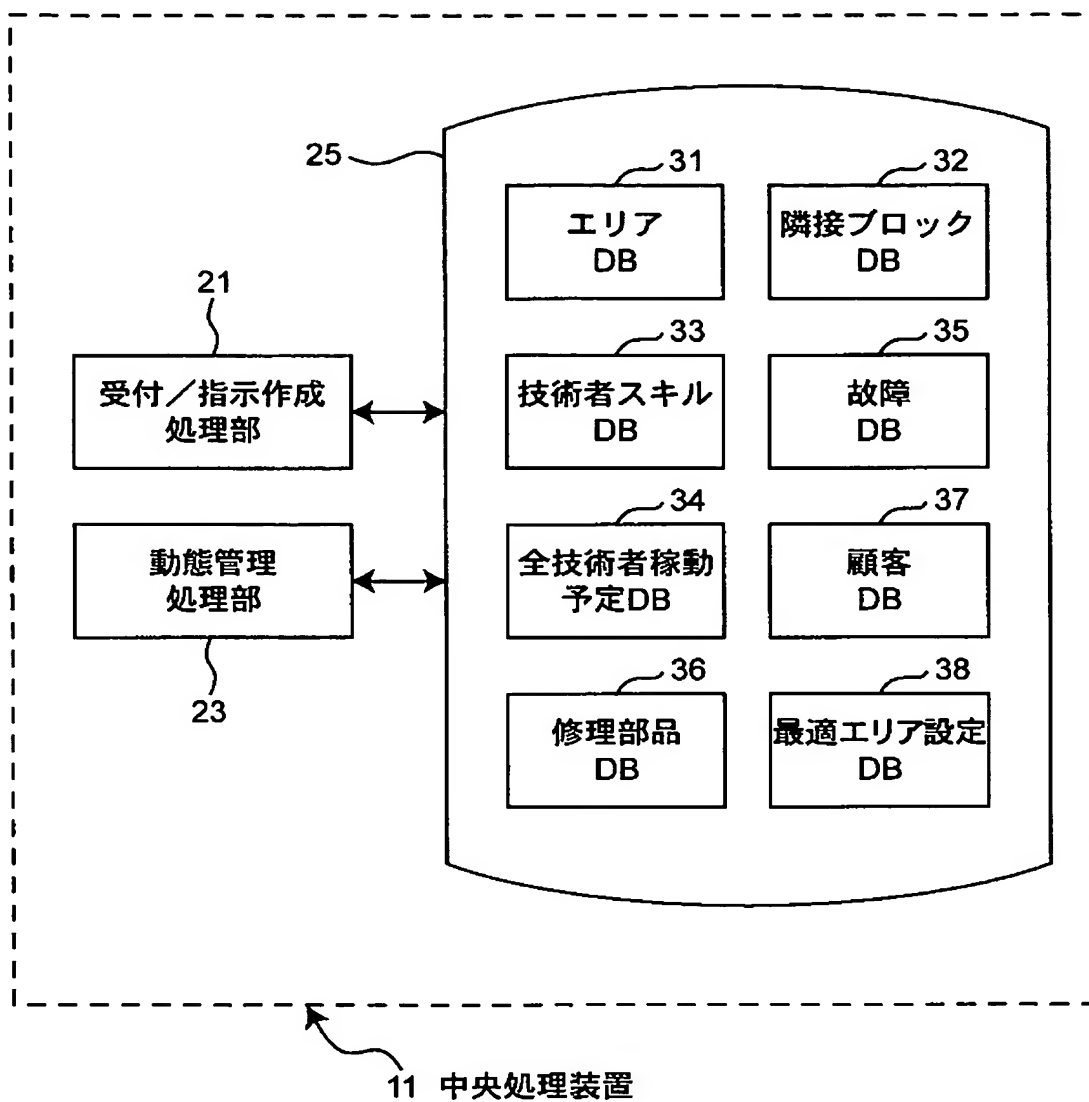 25
31
エリア
DB
32
隣接ブロック
DB
21
受付／指示作成
処理部
33
技術者スキル
DB
35
故障
DB
動態管理
処理部
23
34
全技術者稼動
予定DB
37
顧客
DB
36
修理部品
DB
38
最適エリア設定
DB
11 中央処理装置